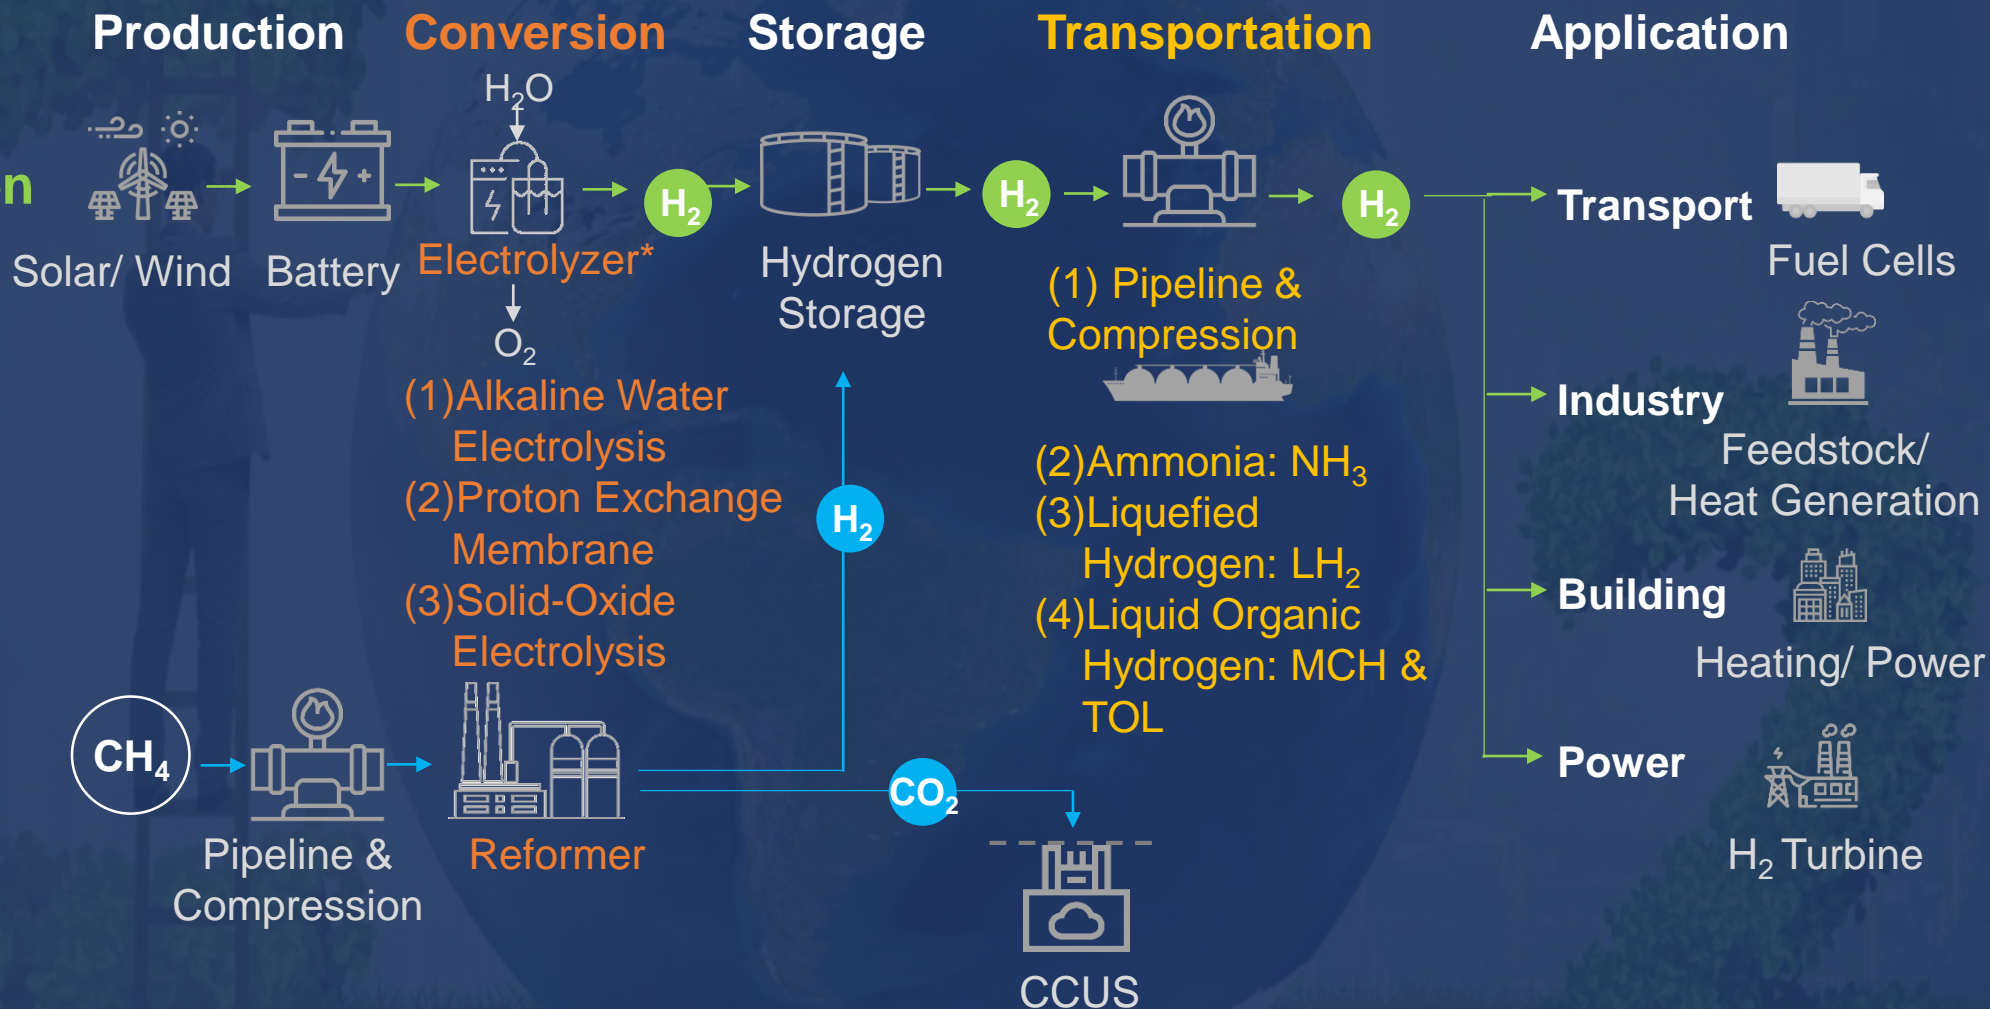 Production
Conversion
Storage
Transportation
Application
H₂O
n
Solar/ Wind
Battery
- +
Electrolyzer*
O₂
(1)Alkaline Water
Electrolysis
(2)Proton Exchange
Membrane
(3)Solid-Oxide
Electrolysis
H₂
Hydrogen
Storage
H₂
H₂
(1) Pipeline &
Compression
(2)Ammonia: NH₃
(3)Liquefied
Hydrogen: LH₂
(4)Liquid Organic
Hydrogen: MCH &
TOL
H₂
Transport
Fuel Cells
Industry
Feedstock/
Heat Generation
Building
Heating/ Power
Power
H₂ Turbine
CH₄
Pipeline &
Compression
Reformer
CO₂
CCUS